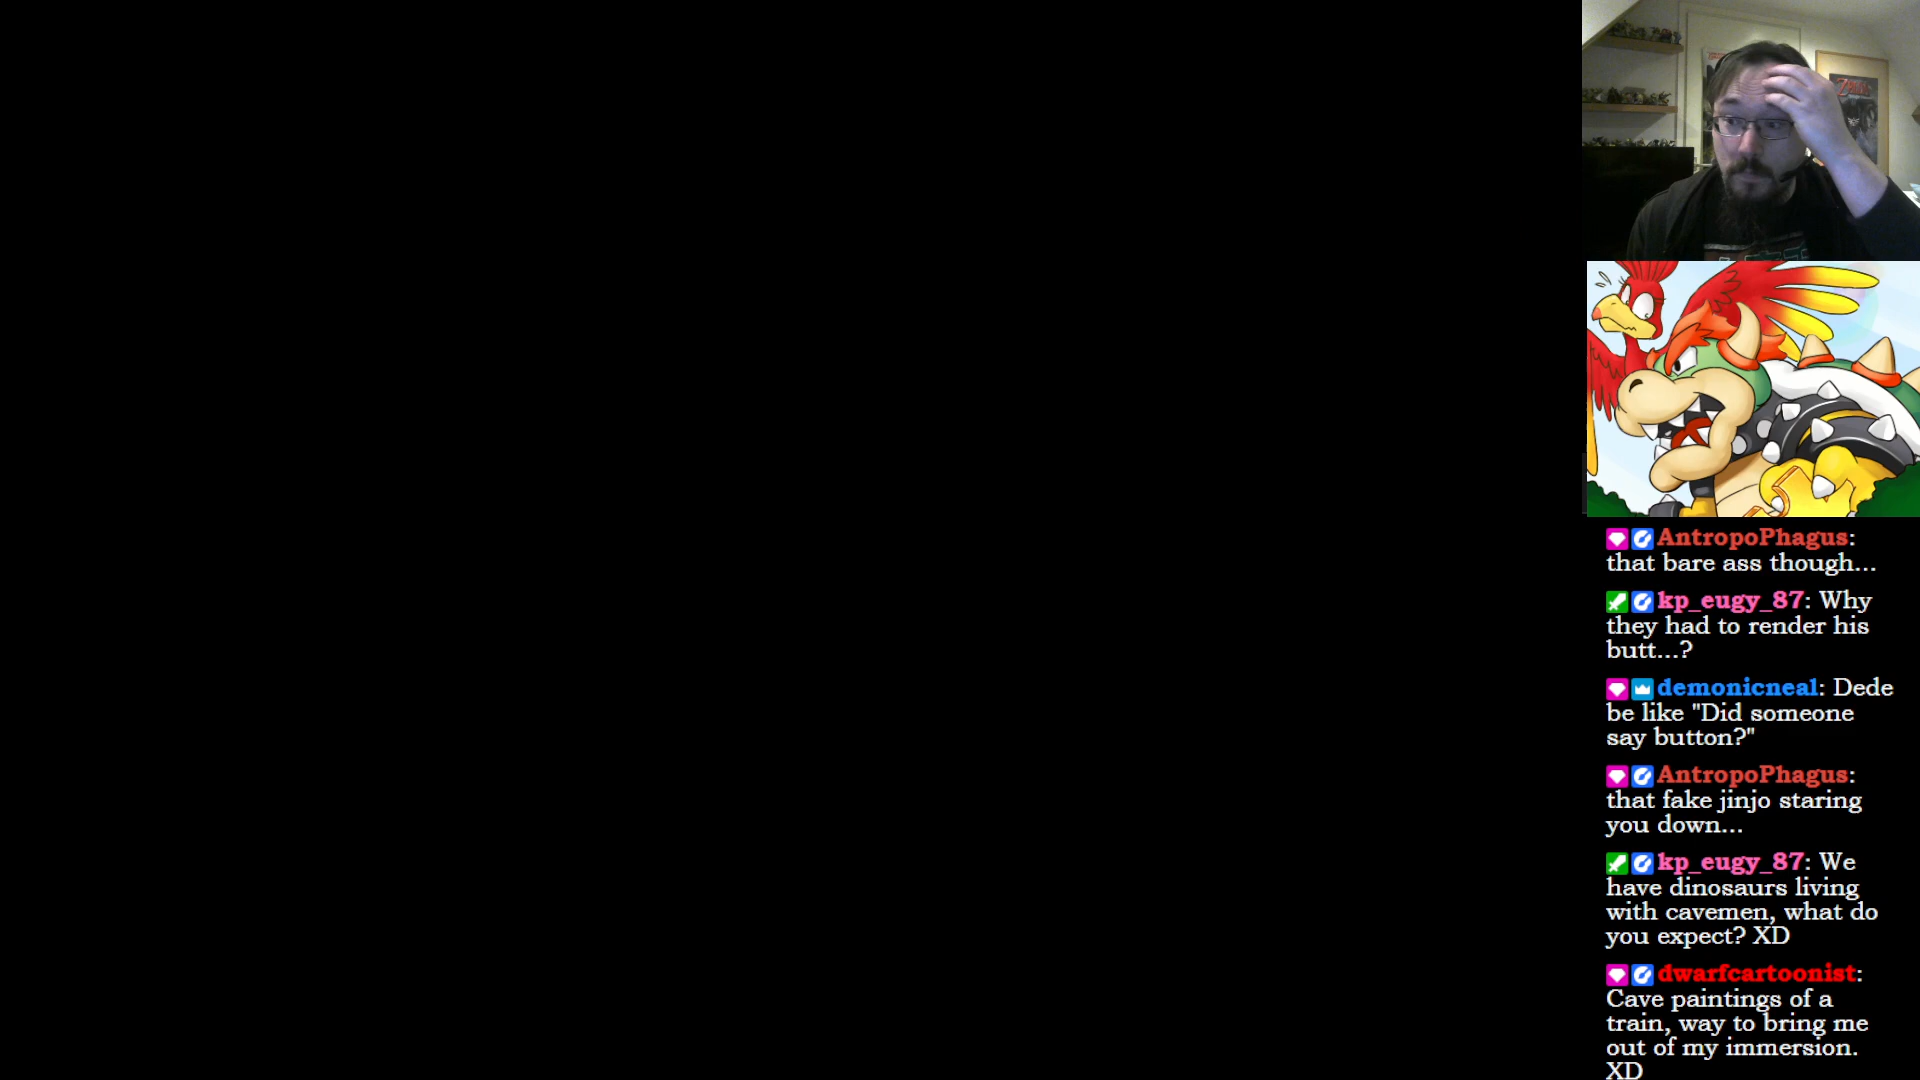 ZELDA
AntropoPhagus:
that bare ass though...
kp_eugy_87: Why
they had to render his
butt...?
demonicneal: Dede
be like "Did someone
say button?"
AntropoPhagus:
that fake jinjo staring
you down...
kp_eugy_87: We
have dinosaurs living
with cavemen, what do
you expect? XD
dwarfcartoonist:
Cave paintings of a
train, way to bring me
out of my immersion.
XD